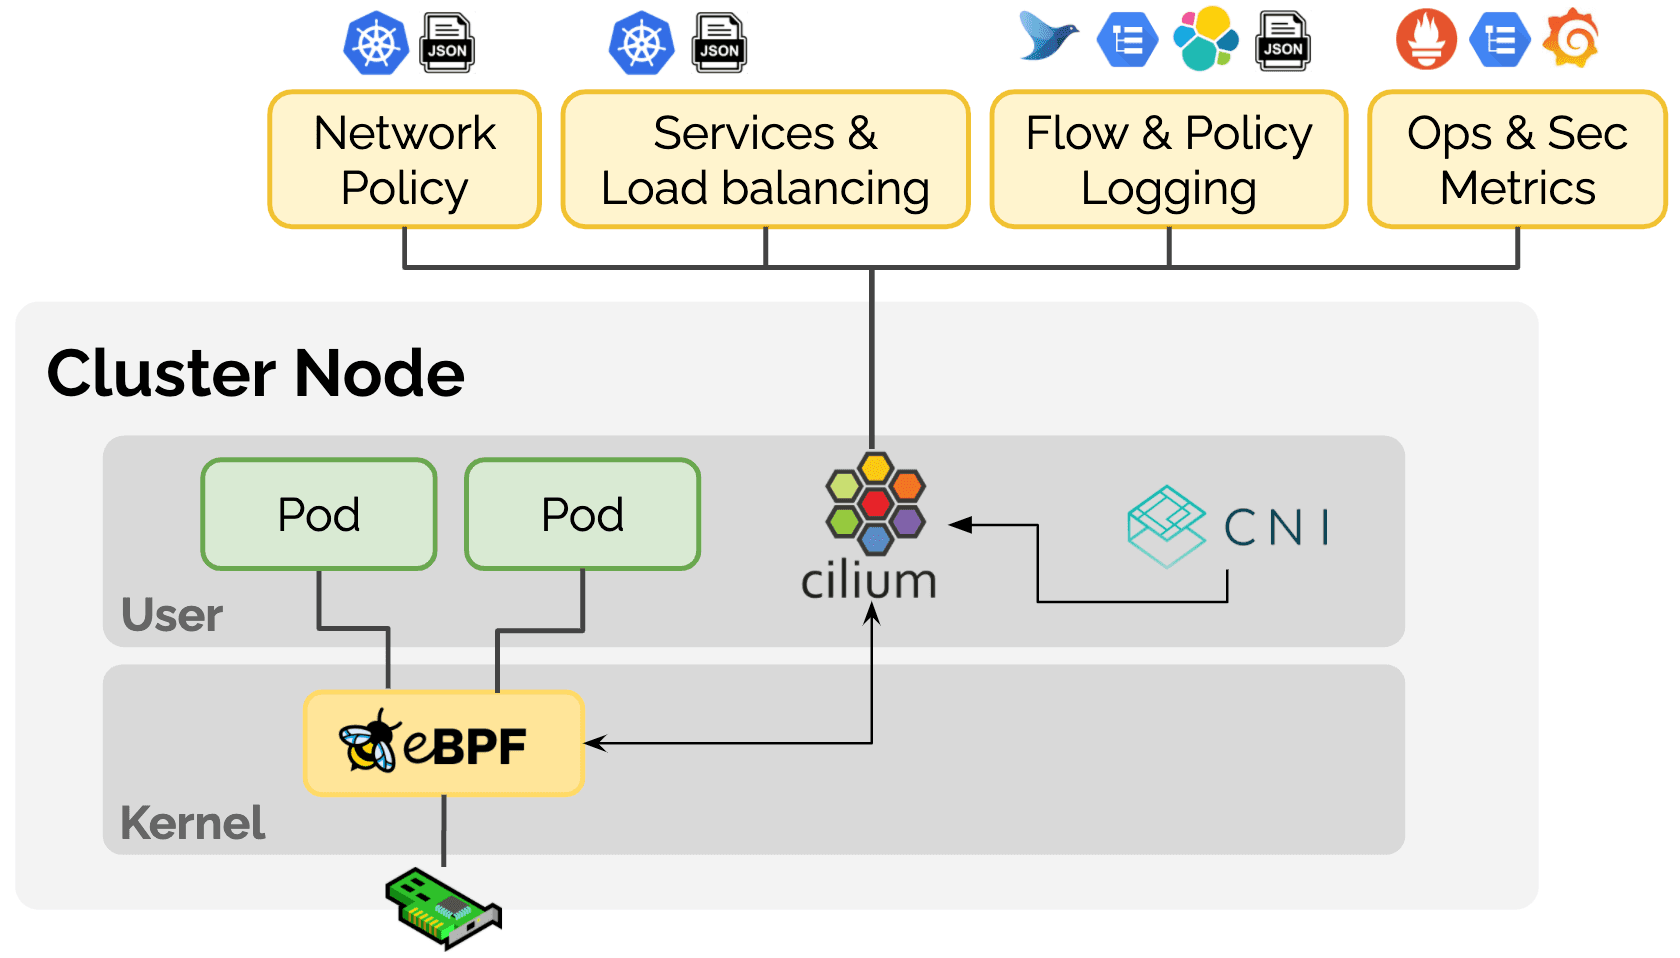 JSON
JSON
JSON
Network
Policy
Services &
Load balancing
Flow & Policy
Logging
Ops & Sec
Metrics
Cluster Node
Pod
Pod
cilium
CNI
User
eBPF
Kernel